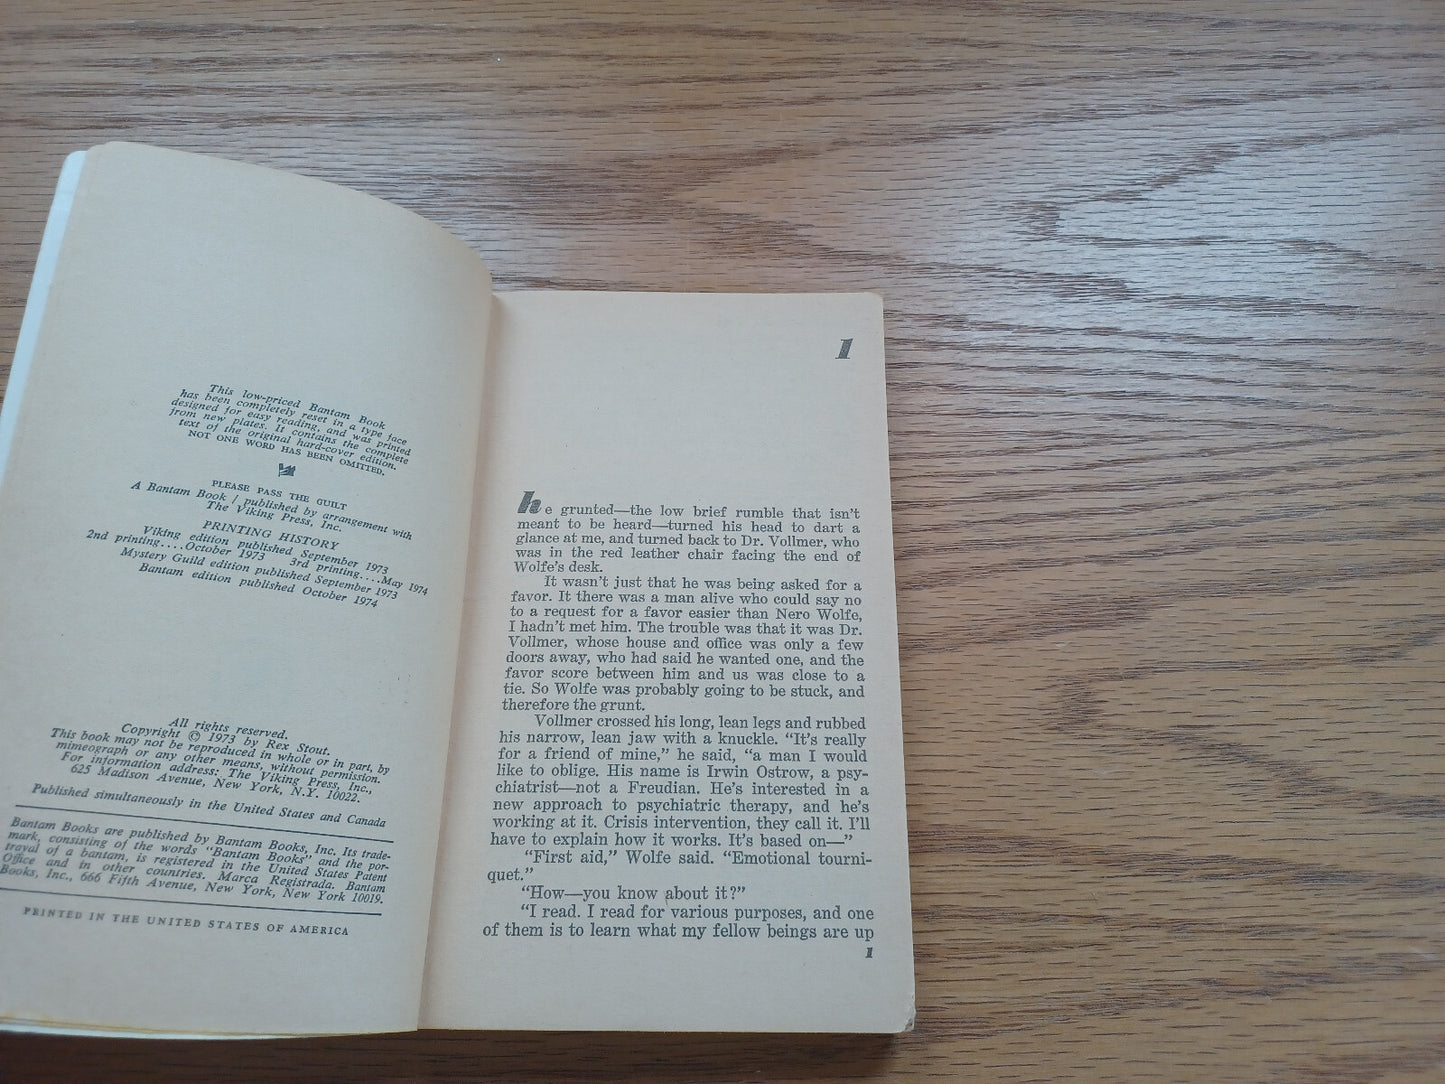 This low-priced Bantam Book
has been completely reset in a type face
designed for easy reading, and was printed
from new plates. It contains the complete
text of the original hard-cover edition.
NOT ONE WORD HAS BEEN OMITTED.
PLEASE PASS THE GUILT
A Bantam Book / published by arrangement with
The Viking Press, Inc.
PRINTING HISTORY
Viking edition published September 1973
2nd printing....October 1973 3rd printing....May 1974
Mystery Guild edition published September 1973
Bantam edition published October 1974
All rights reserved.
Copyright © 1973 by Rex Stout.
This book may not be reproduced in whole or in part, by
mimeograph or any other means, without permission.
For information address: The Viking Press, Inc.,
625 Madison Avenue, New York, N.Y. 10022.
Published simultaneously in the United States and Canada
Bantam Books are published by Bantam Books, Inc. Its trade-
mark, consisting of the words "Bantam Books" and the por-
trayal of a bantam, is registered in the United States Patent
Office and in other countries. Marca Registrada. Bantam
Books, Inc., 666 Fifth Avenue, New York, New York 10019.
PRINTED IN THE UNITED STATES OF AMERICA
1
he grunted—the low brief rumble that isn't
meant to be heard—turned his head to dart a
glance at me, and turned back to Dr. Vollmer, who
was in the red leather chair facing the end of
Wolfe's desk.
It wasn't just that he was being asked for a
favor. It there was a man alive who could say no
to a request for a favor easier than Nero Wolfe,
I hadn't met him. The trouble was that it was Dr.
Vollmer, whose house and office was only a few
doors away, who had said he wanted one, and the
favor score between him and us was close to a
tie. So Wolfe was probably going to be stuck, and
therefore the grunt.
Vollmer crossed his long, lean legs and rubbed
his narrow, lean jaw with a knuckle. "It's really
for a friend of mine," he said, "a man I would
like to oblige. His name is Irwin Ostrow, a psy-
chiatrist—not a Freudian. He's interested in a
new approach to psychiatric therapy, and he's
working at it. Crisis intervention, they call it. I'll
have to explain how it works. It's based on—"
"First aid," Wolfe said. "Emotional tourni-
quet."
"How—you know about it?"
"I read. I read for various purposes, and one
of them is to learn what my fellow beings are up
1